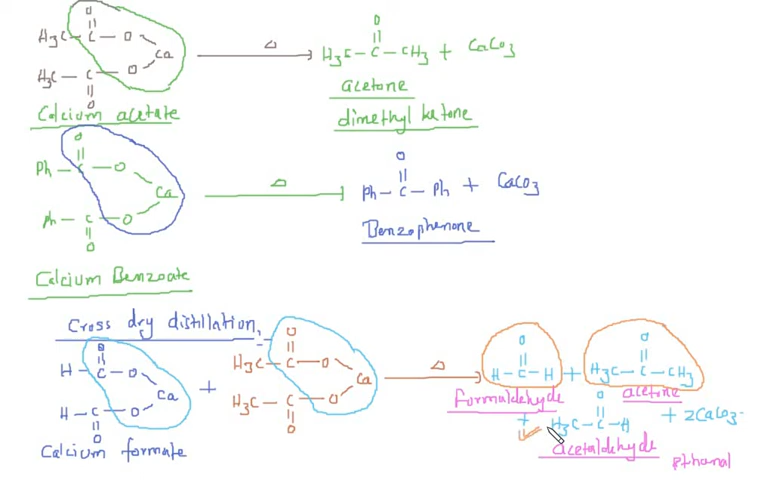 O O
H3C—C—O Ca △ H3C—C—CH3 + CaCo3
H3C—C—O
O
acetone
Calcium acetate dimethyl ketone
O O
Ph—C—O Ca △ Ph—C—Ph + CaCo3
Ph—C—O
O
Benzophenone
Calcium Benzoate
Cross dry distillation
O O O O
H—C—O Ca + H3C—C—O Ca △ H—C—H + H3C—C—CH3
H—C—O H3C—C—O
O O
formaldehyde acetone
O
+ H3C—C—H + 2CaCo3
Calcium formate acetaldehyde